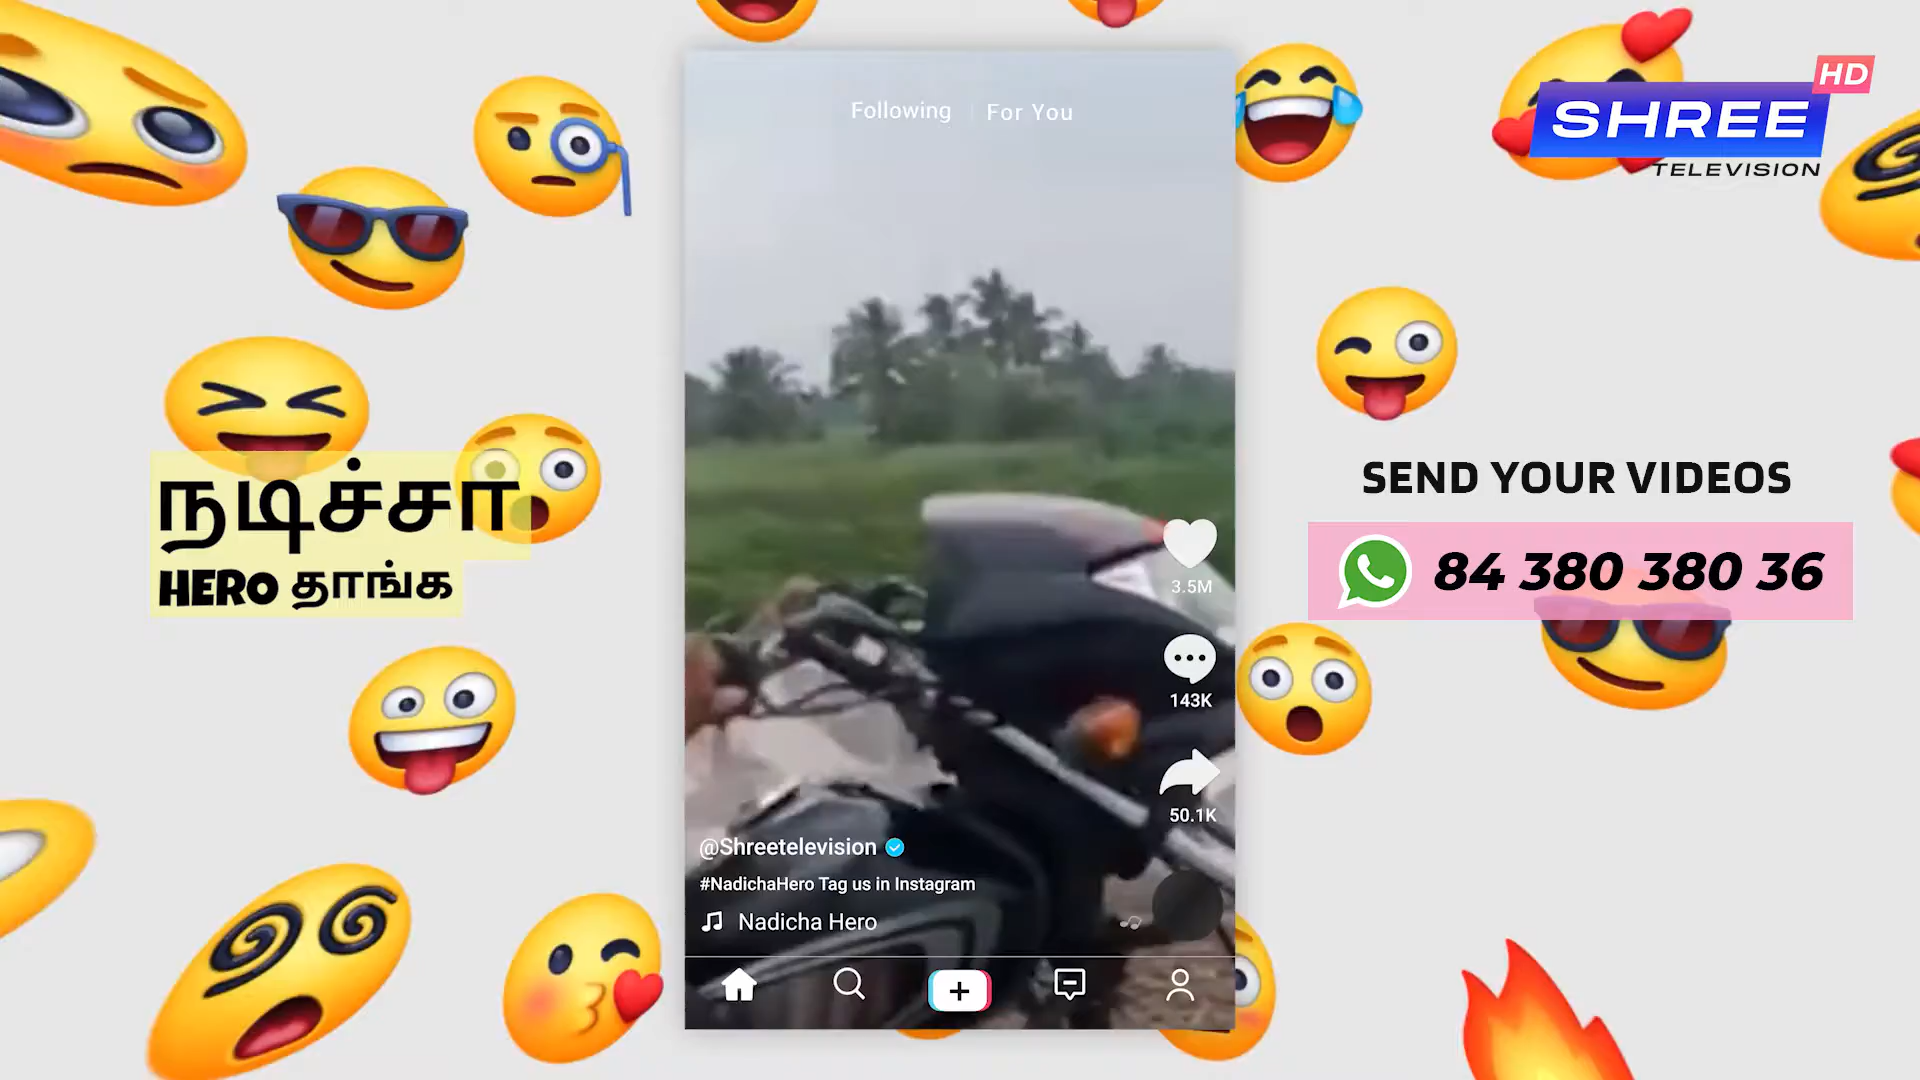 HD
SHREE
TELEVISION
Following
For You
நடிச்சா
HERO தாங்க
SEND YOUR VIDEOS
84 380 380 36
3.5M
143K
50.1K
@Shreetelevision
#NadichaHero Tag us in Instagram
Nadicha Hero